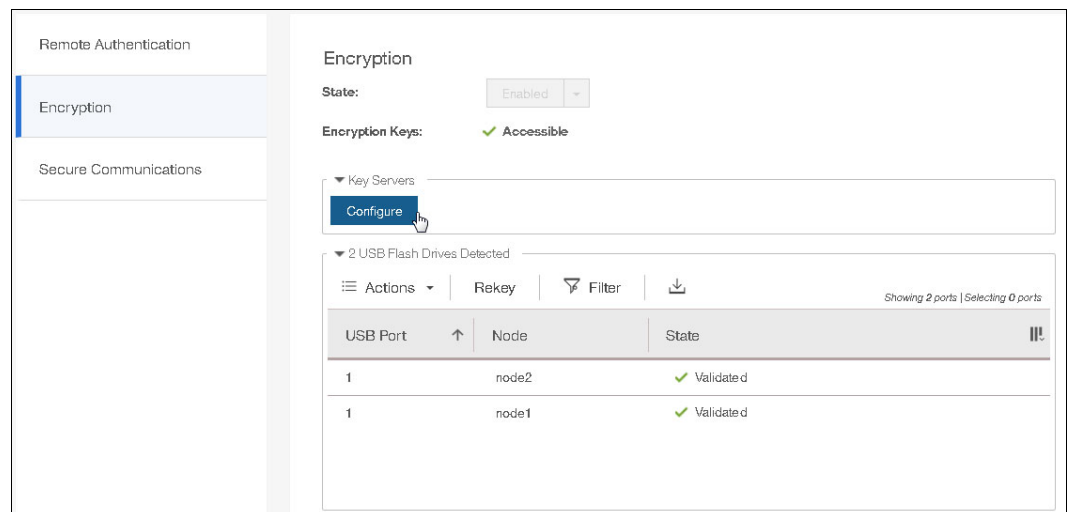 Remote Authentication
Encryption
Secure Communications
Encryption
State: Enabled
Encryption Keys: Accessible
Key Servers
Configure
2 USB Flash Drives Detected
Actions Rekey Filter
Showing 2 ports | Selecting 0 ports
USB Port Node State
1 node2 Validated
1 node1 Validated